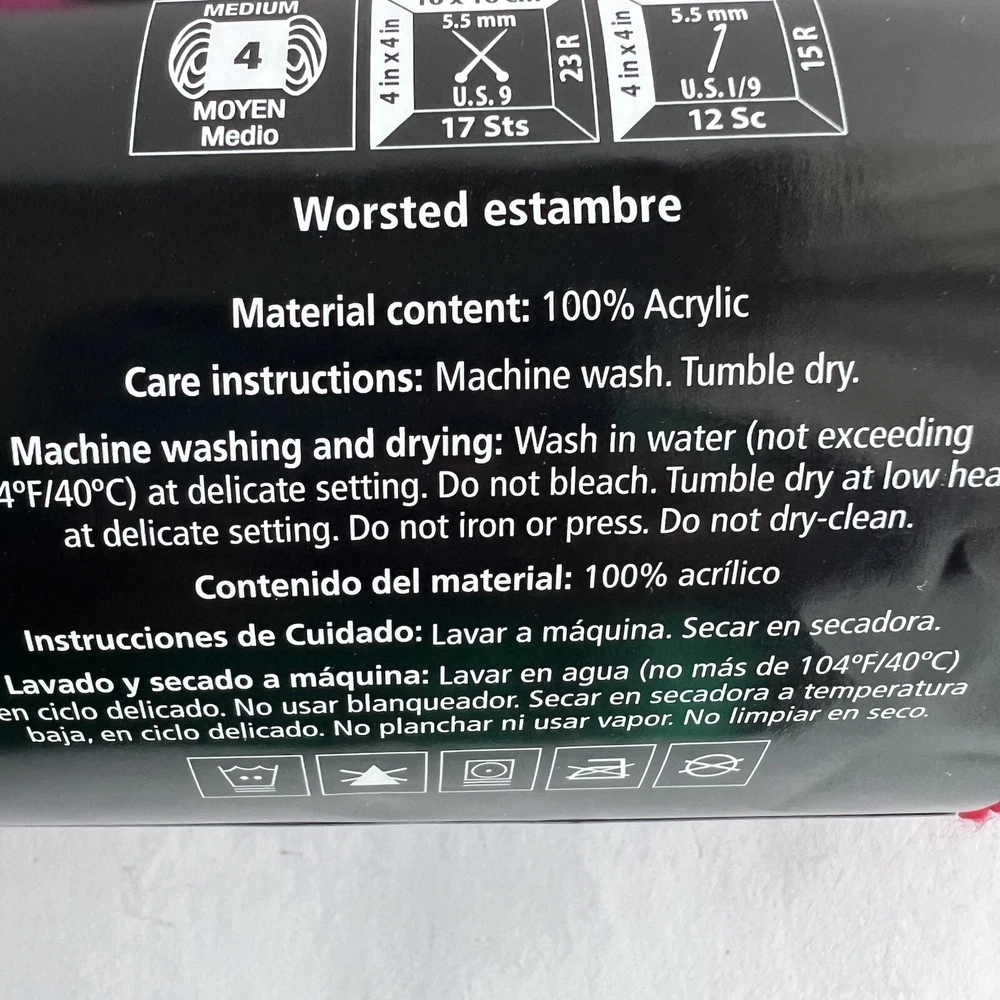 MEDIUM
4
MOYEN
Medio
4 in x 4 in
5.5 mm
U.S. 9
23 R
17 Sts
4 in x 4 in
5.5 mm
U.S. I/9
15 R
12 Sc
Worsted estambre
Material content: 100% Acrylic
Care instructions: Machine wash. Tumble dry.
Machine washing and drying: Wash in water (not exceeding
4ºF/40ºC) at delicate setting. Do not bleach. Tumble dry at low hea
at delicate setting. Do not iron or press. Do not dry-clean.
Contenido del material: 100% acrílico
Instrucciones de Cuidado: Lavar a máquina. Secar en secadora.
Lavado y secado a máquina: Lavar en agua (no más de 104ºF/40ºC)
en ciclo delicado. No usar blanqueador. Secar en secadora a temperatura
baja, en ciclo delicado. No planchar ni usar vapor. No limpiar en seco.